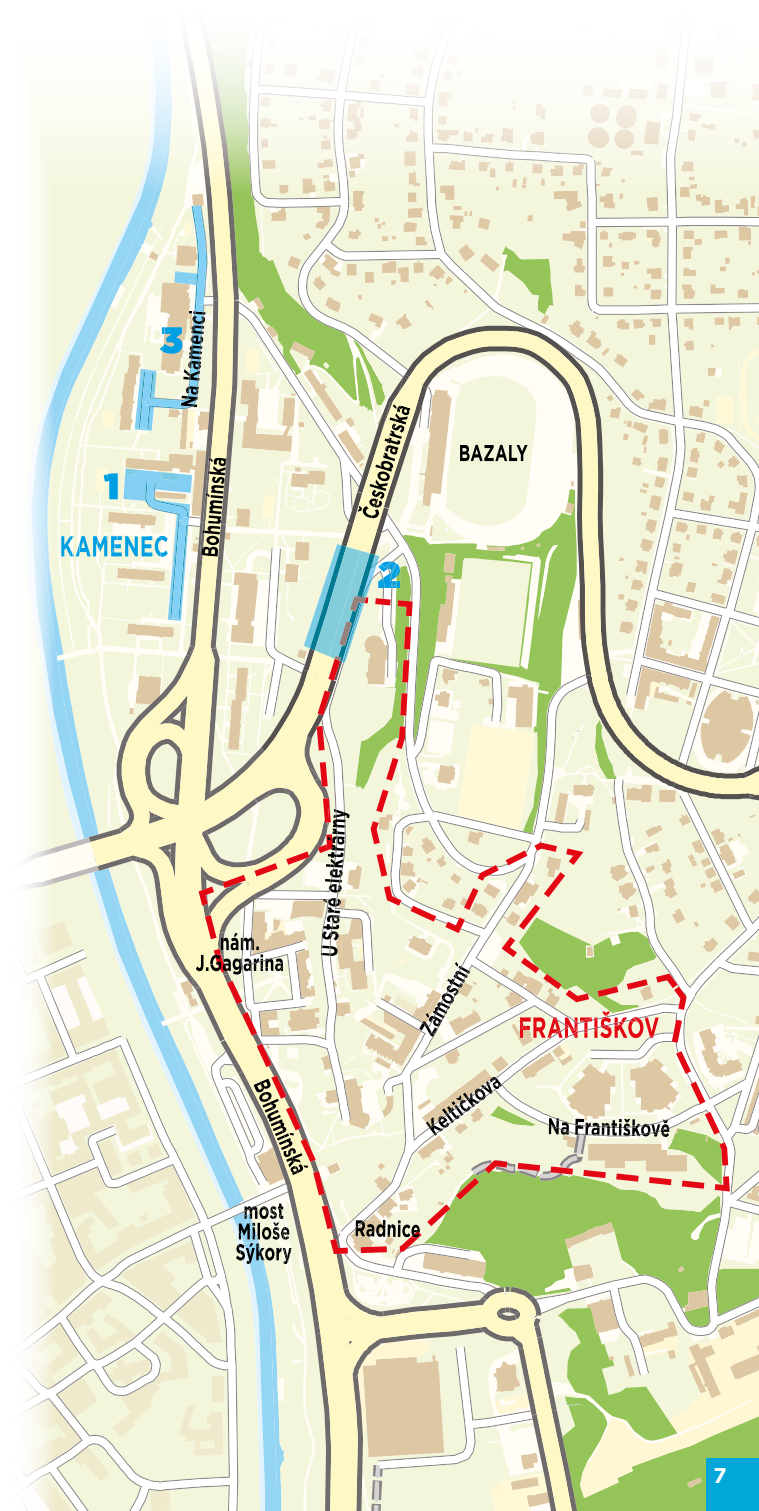 3
Na Kamenci
Českobratrská
BAZALY
1
Bohumínská
KAMENEC
2
U Staré elektrárny
nám.
J.Gagarina
Zámostní
FRANTIŠKOV
Keltičkova
Bohumínská
Na Františkově
most
Miloše
Sýkory
Radnice
7